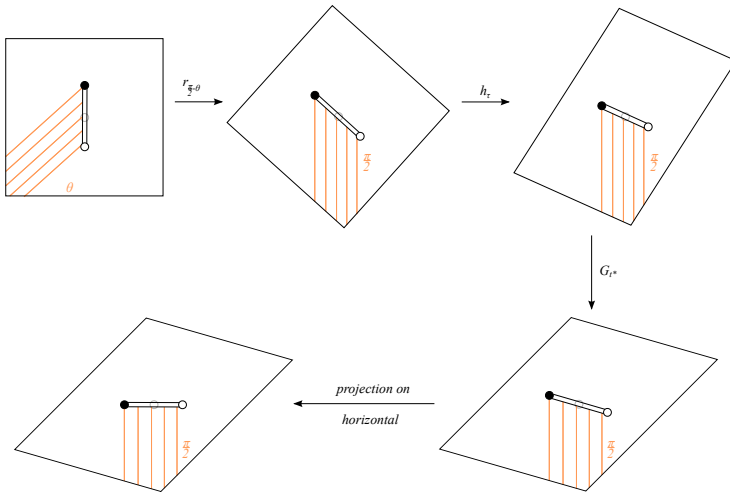 r_{π/2-θ}
h_τ
θ
π/2
π/2
G_{t*}
projection on
horizontal
π/2
π/2